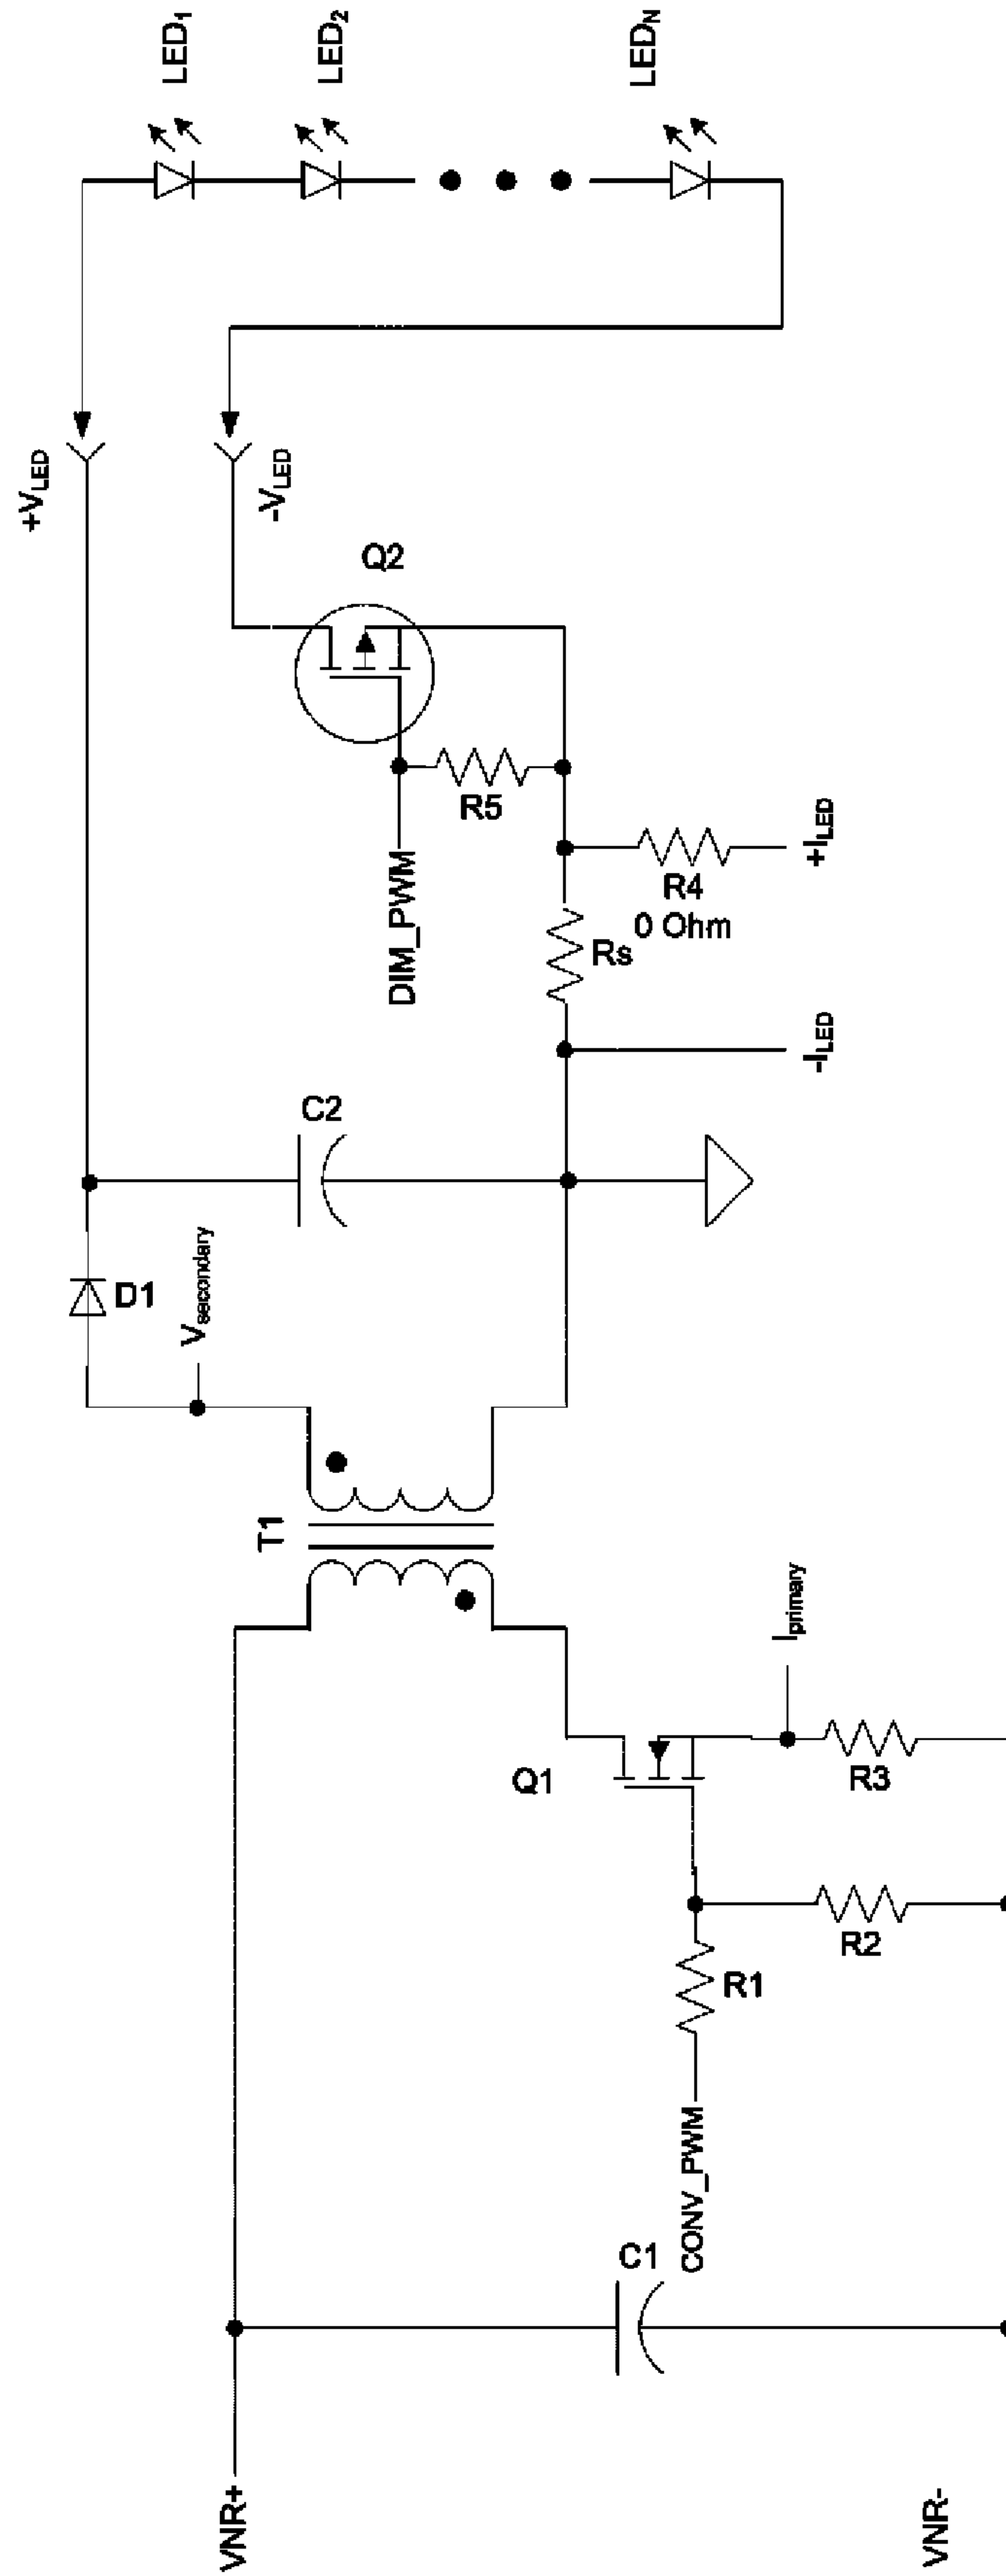 LED1
LED2
LEDN
+VLED
-VLED
Q2
R5
DIM_PWM
R4
0 Ohm
+ILED
Rs
-ILED
C2
D1
Vsecondary
T1
Iprimary
Q1
R3
R2
R1
CONV_PWM
C1
VNR+
VNR-